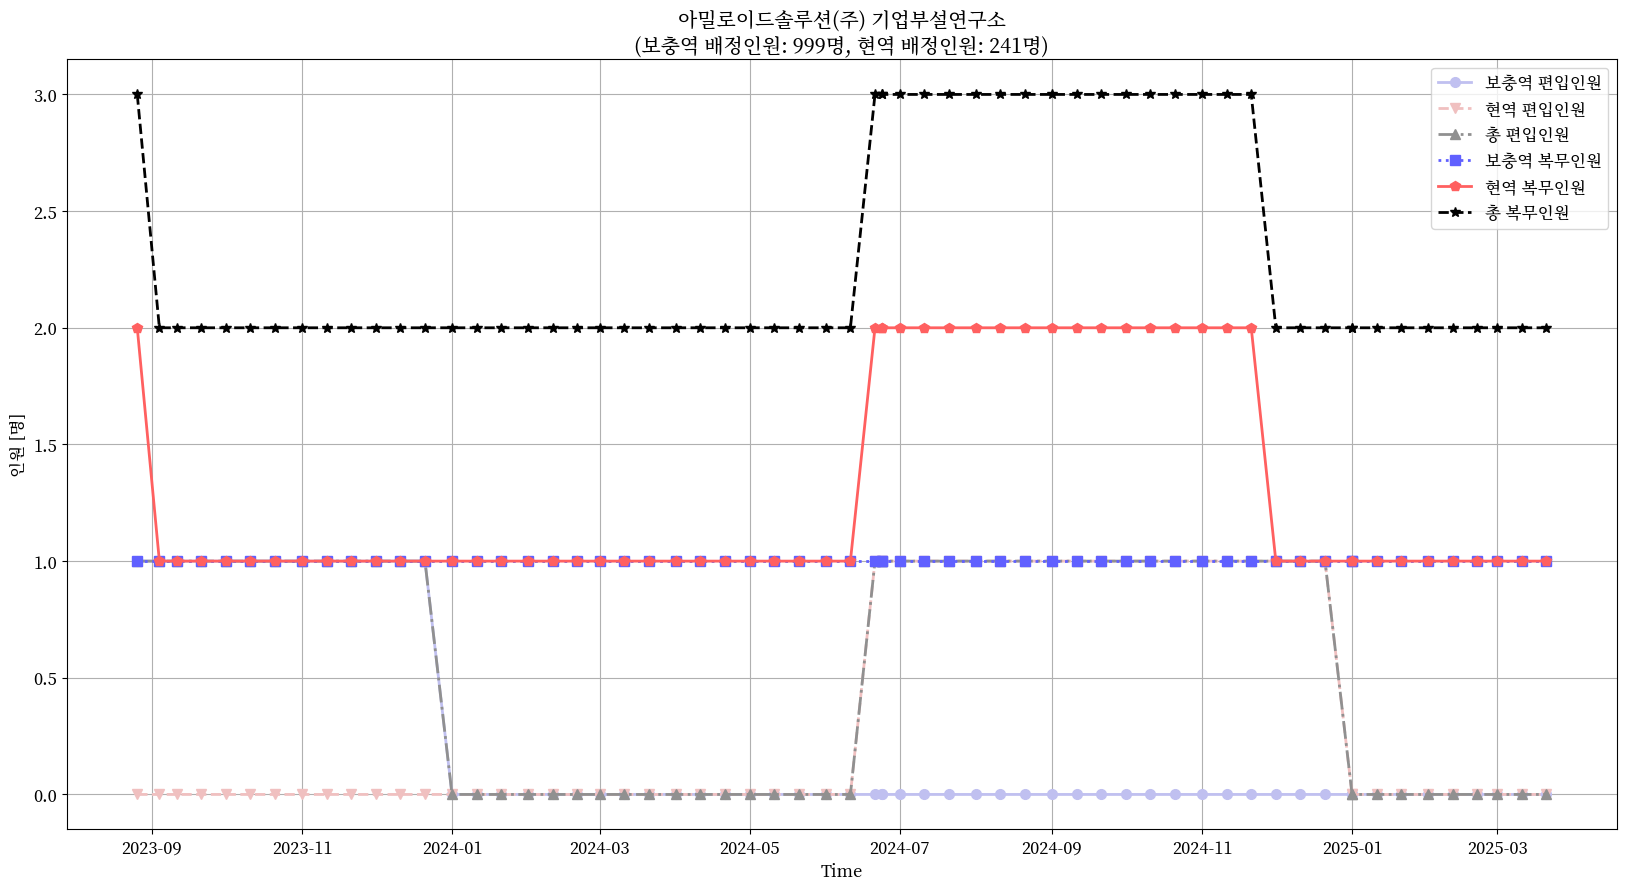 아밀로이드솔루션(주) 기업부설연구소
(보충역 배정인원: 999명, 현역 배정인원: 241명)
보충역 편입인원
현역 편입인원
총 편입인원
보충역 복무인원
현역 복무인원
총 복무인원
인원 [명]
3.0
2.5
2.0
1.5
1.0
0.5
0.0
2023-09
2023-11
2024-01
2024-03
2024-05
2024-07
2024-09
2024-11
2025-01
2025-03
Time